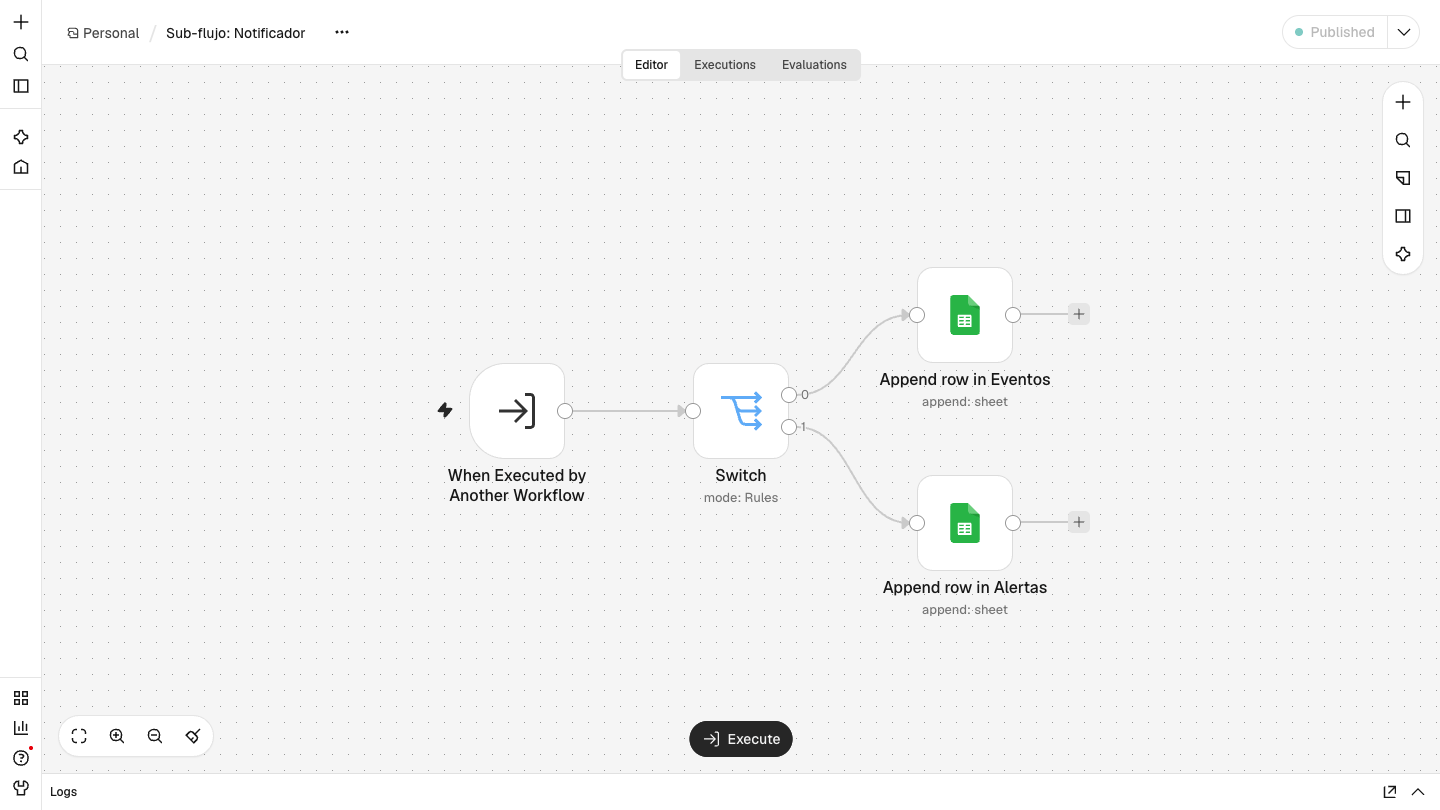 Personal / Sub-flujo: Notificador
Published
Editor
Executions
Evaluations
0
1
Append row in Eventos
append: sheet
When Executed by
Another Workflow
Switch
mode: Rules
Append row in Alertas
append: sheet
Execute
Logs